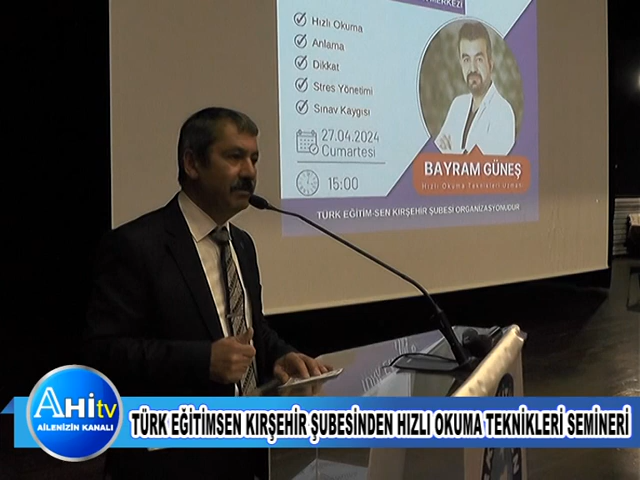 MERKEZİ
Hızlı Okuma
Anlama
Dikkat
Stres Yönetimi
Sınav Kaygısı
27.04.2024
Cumartesi
15:00
BAYRAM GÜNEŞ
Hızlı Okuma Teknikleri Uzmanı
TÜRK EĞİTİM-SEN KIRŞEHİR ŞUBESİ ORGANİZASYONUDUR
AHİ tv
AİLENİZİN KANALI
TÜRK EĞİTİMSEN KIRŞEHİR ŞUBESİNDEN HIZLI OKUMA TEKNİKLERİ SEMİNERİ